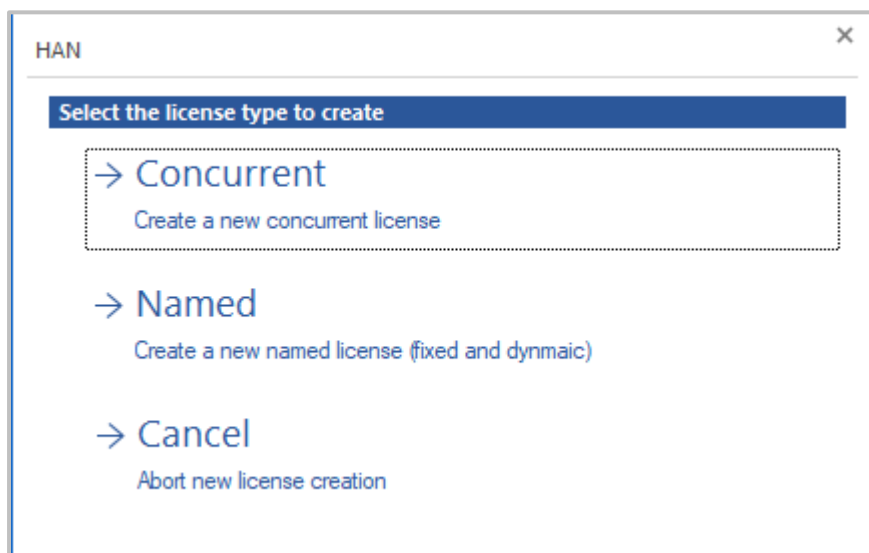 HAN
Select the license type to create
Concurrent
Create a new concurrent license
Named
Create a new named license (fixed and dynmaic)
Cancel
Abort new license creation